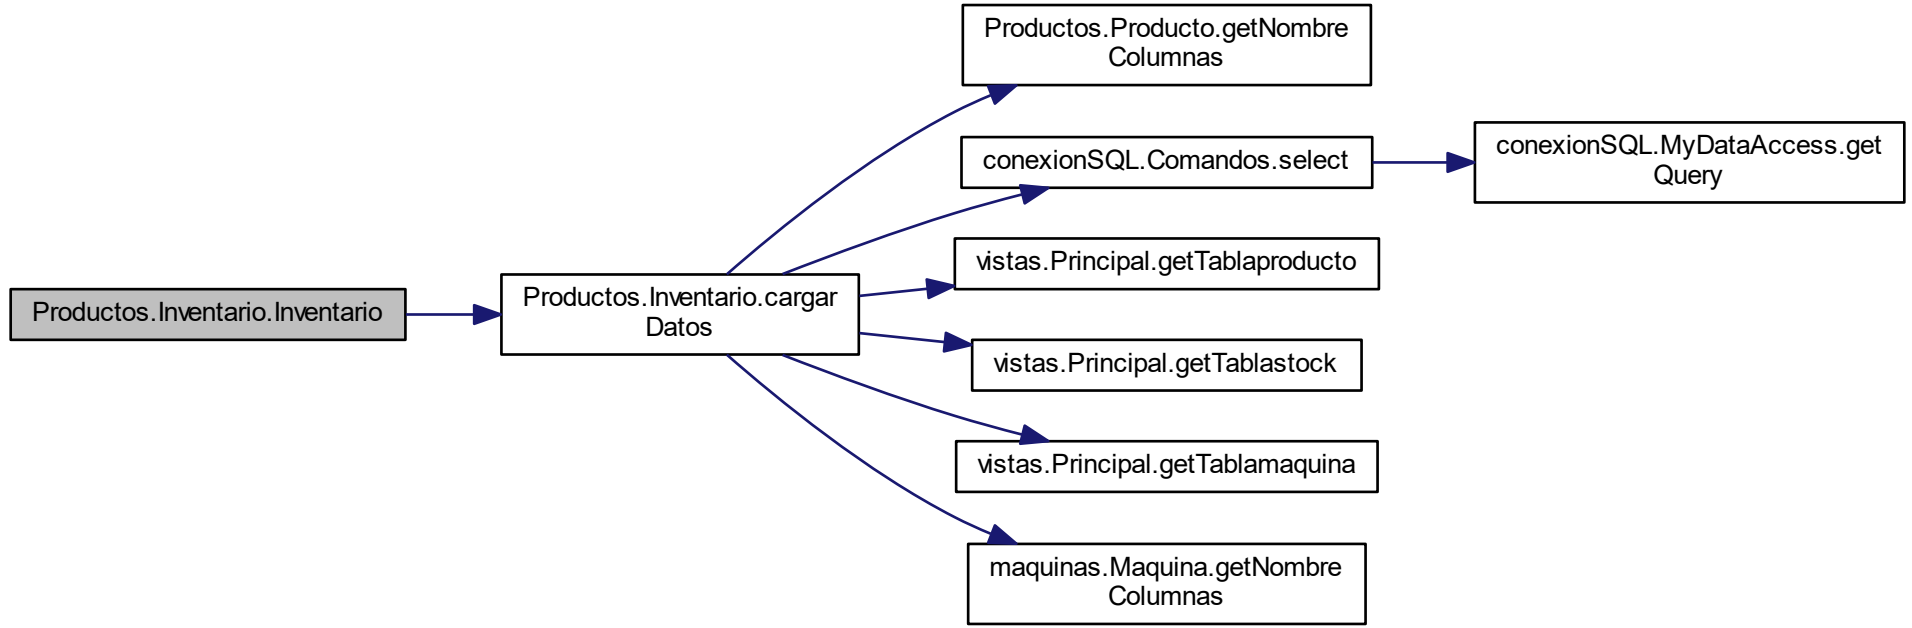 Productos.Inventario.Inventario
Productos.Inventario.cargar
Datos
Productos.Producto.getNombre
Columnas
conexionSQL.Comandos.select
conexionSQL.MyDataAccess.get
Query
vistas.Principal.getTablaproducto
vistas.Principal.getTablastock
vistas.Principal.getTablamaquina
maquinas.Maquina.getNombre
Columnas